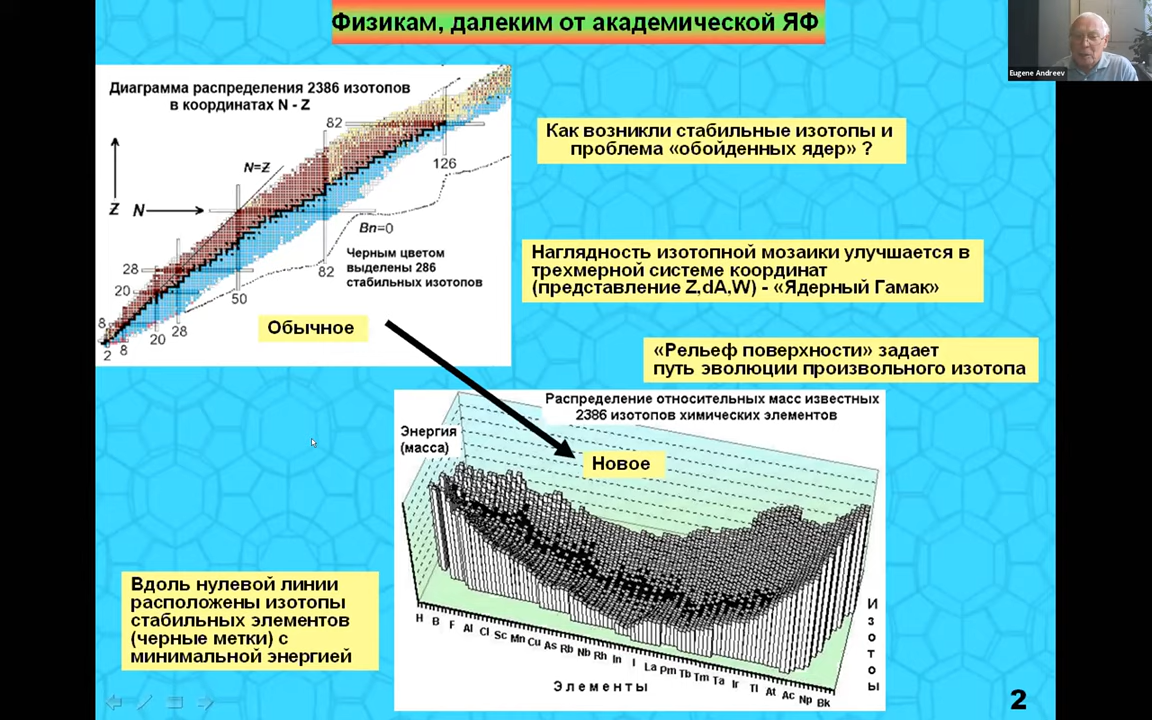 Физикам, далеким от академической ЯФ
Eugene Andreev
Диаграмма распределения 2386 изотопов
в координатах N - Z
82
126
N=Z
Z
N
Bn=0
Черным цветом
выделены 286
стабильных изотопов
82
28
20
50
8
20
28
2
8
Обычное
Как возникли стабильные изотопы и
проблема «обойденных ядер» ?
Наглядность изотопной мозаики улучшается в
трехмерной системе координат
(представление Z,dA,W) - «Ядерный Гамак»
«Рельеф поверхности» задает
путь эволюции произвольного изотопа
Распределение относительных масс известных
2386 изотопов химических элементов
Энергия
(масса)
Новое
H B F Al Cl Sc Mn Cu As Rb Nb Rh In I La Pm Tb Tm Ta Ir Tl At Ac Np Bk
Элементы
Изотопы
Вдоль нулевой линии
расположены изотопы
стабильных элементов
(черные метки) с
минимальной энергией
2